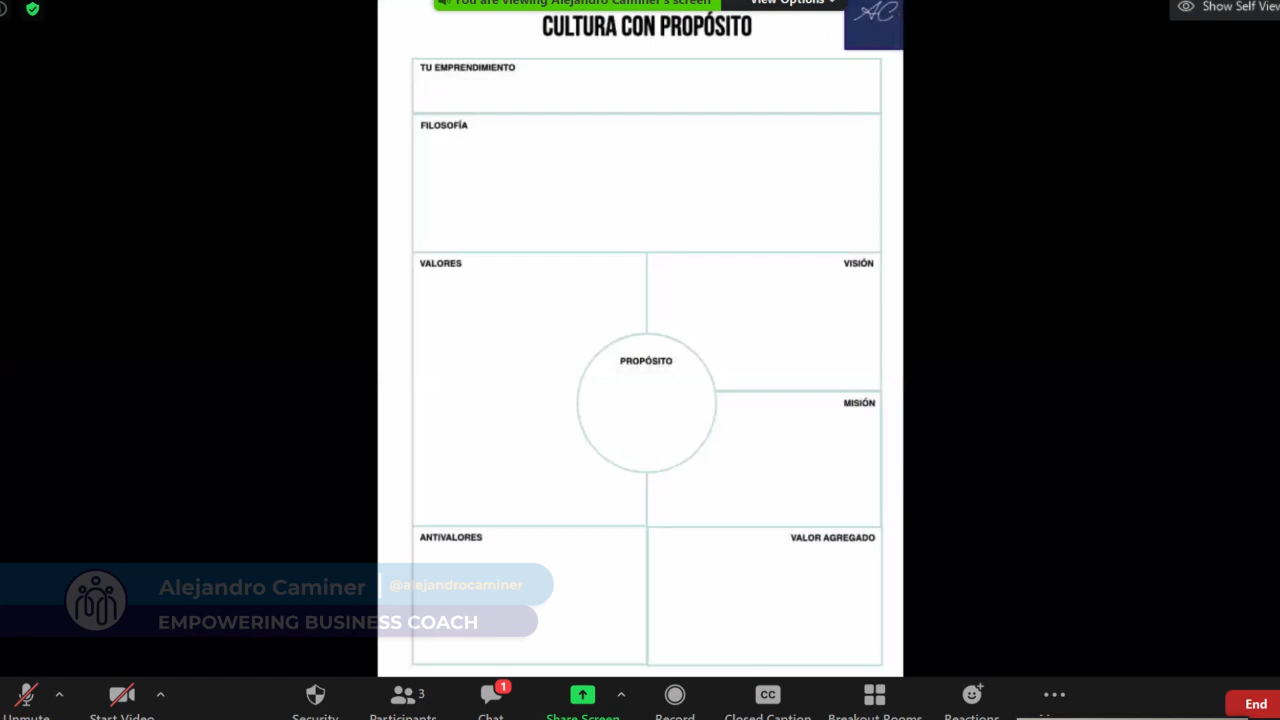 You are viewing Alejandro Caminer's screen
View Options
Show Self View
AC
CULTURA CON PROPÓSITO
TU EMPRENDIMIENTO
FILOSOFÍA
VALORES
VISIÓN
PROPÓSITO
MISIÓN
ANTIVALORES
VALOR AGREGADO
Alejandro Caminer
@alejandrocaminer
EMPOWERING BUSINESS COACH
Unmute
Start Video
Security
3
Participants
1
Chat
Share Screen
Record
CC
Closed Caption
Breakout Rooms
Reactions
End